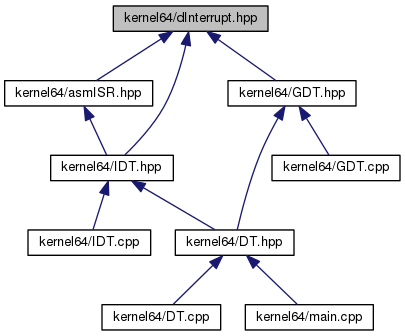 kernel64/dInterrupt.hpp
kernel64/asmISR.hpp
kernel64/GDT.hpp
kernel64/IDT.hpp
kernel64/GDT.cpp
kernel64/IDT.cpp
kernel64/DT.hpp
kernel64/DT.cpp
kernel64/main.cpp